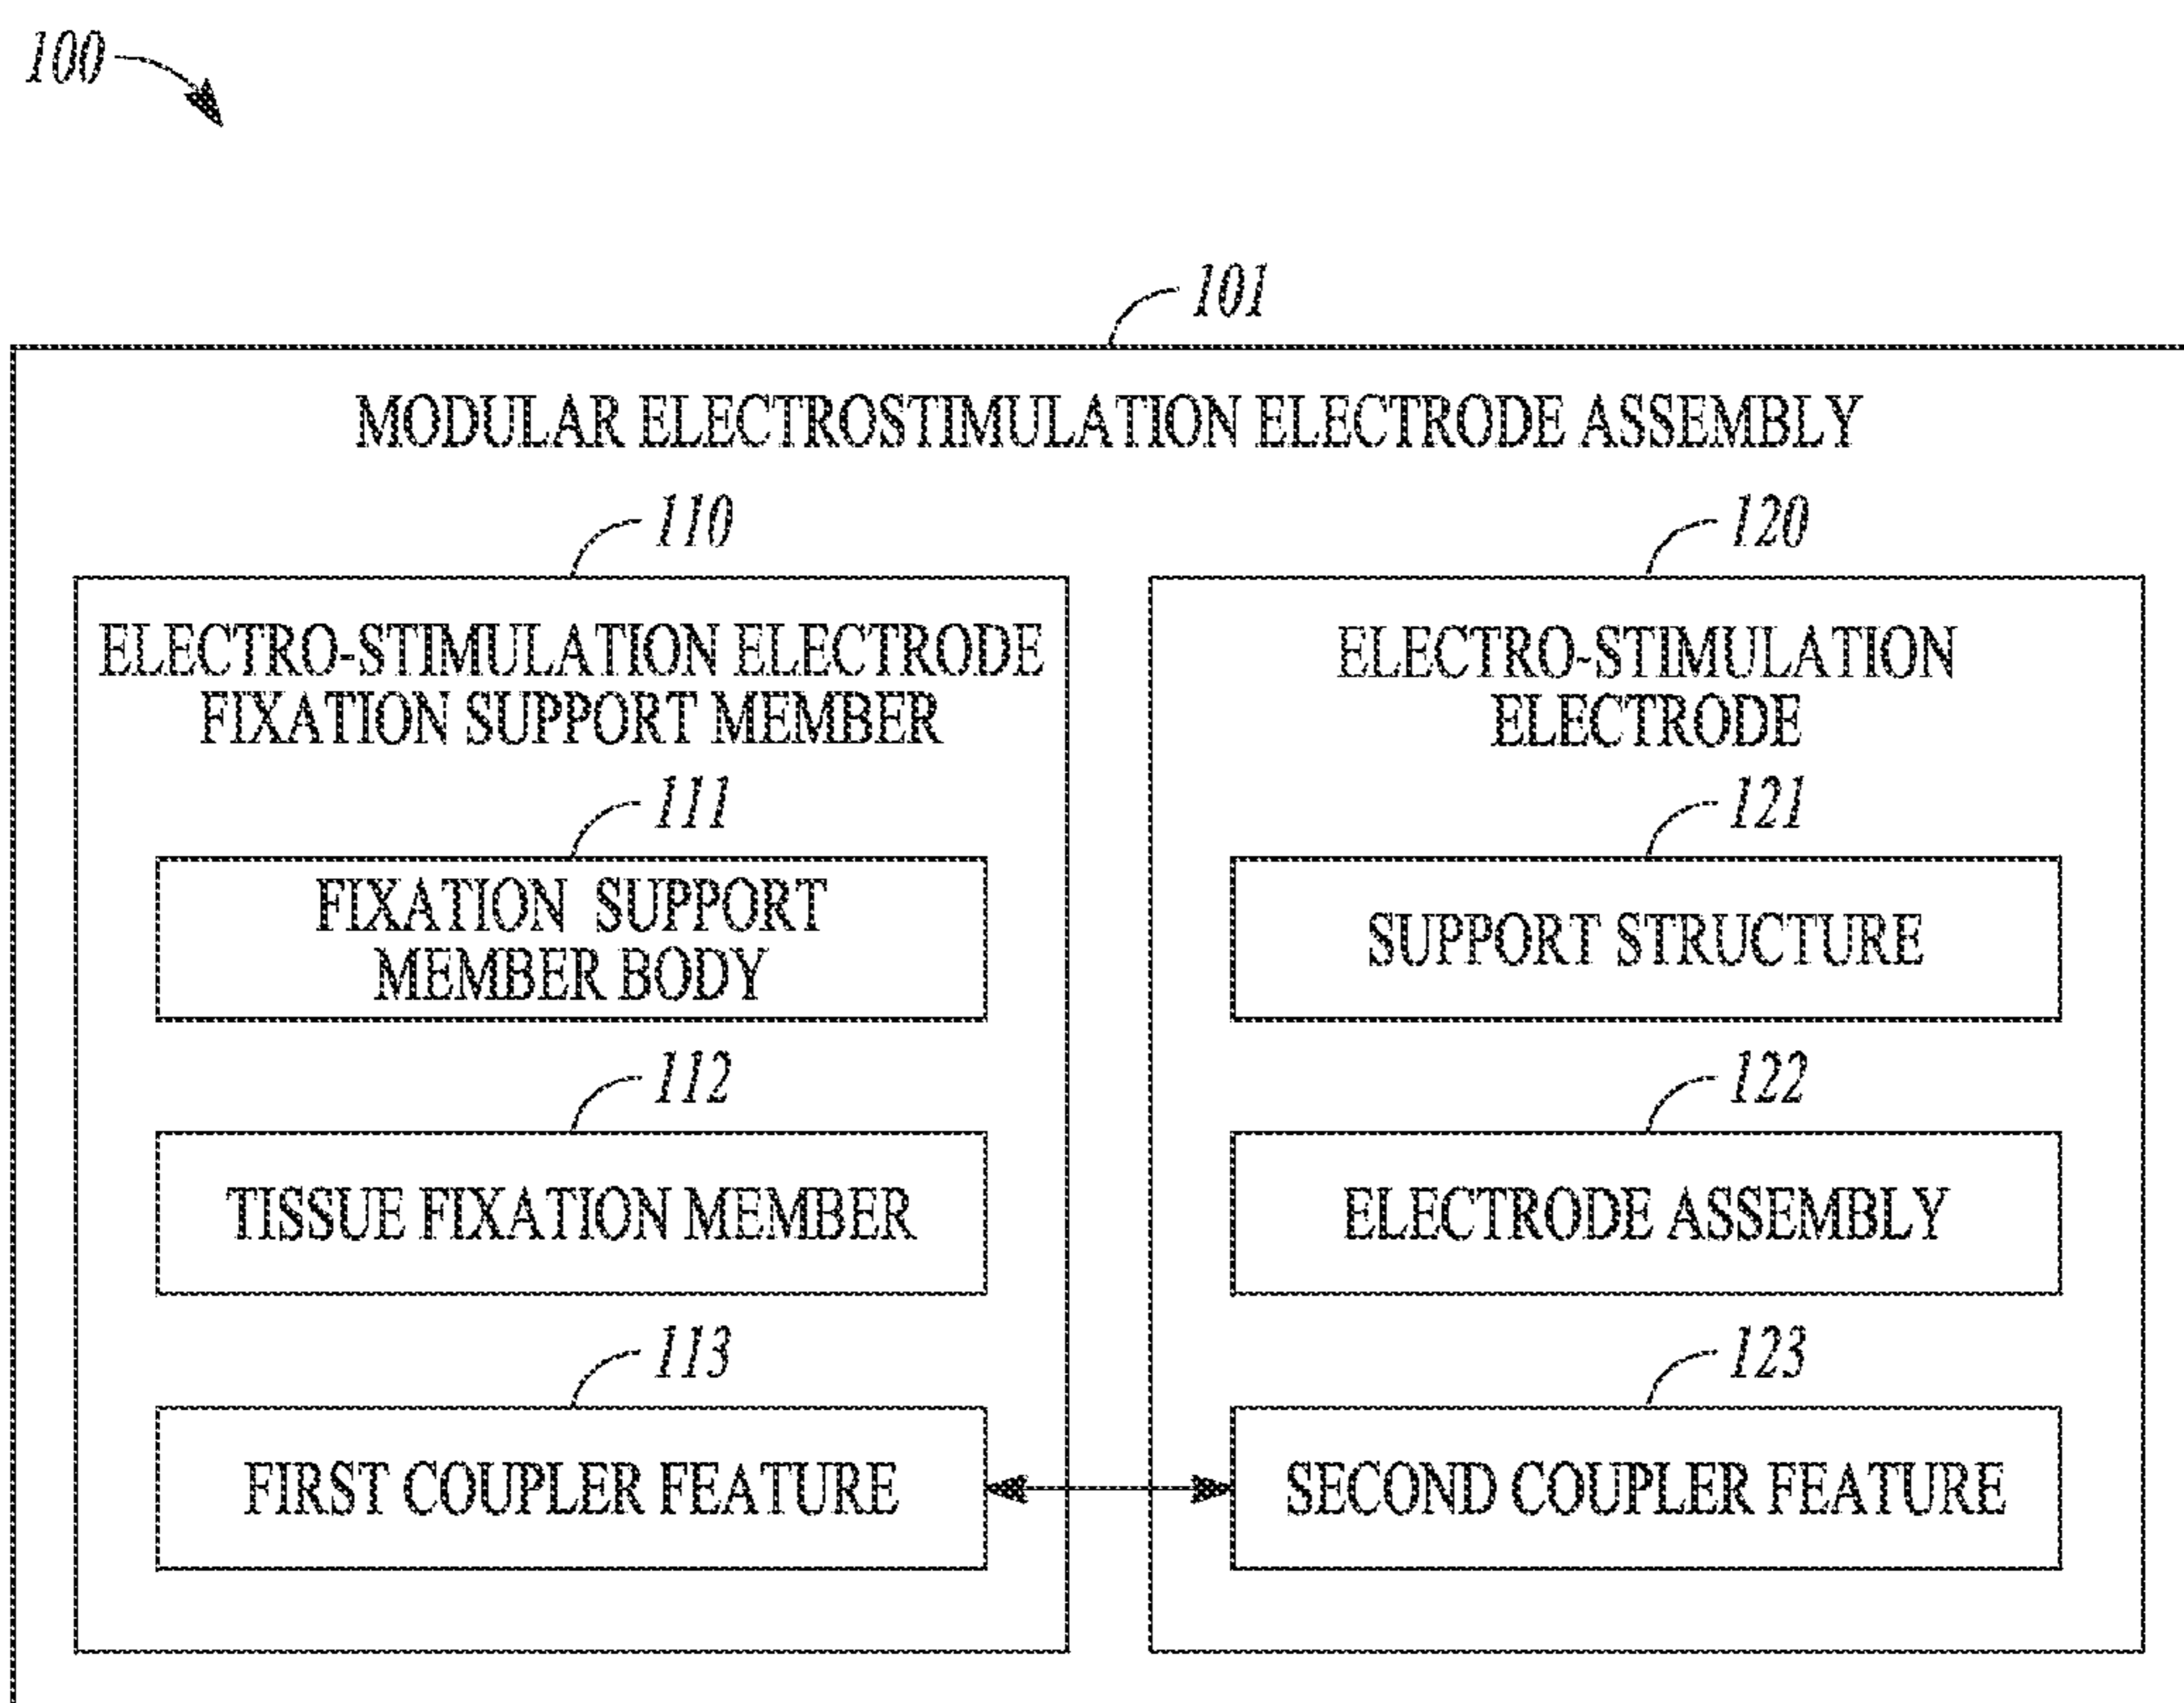 100
101
MODULAR ELECTROSTIMULATION ELECTRODE ASSEMBLY
110
ELECTRO-STIMULATION ELECTRODE
FIXATION SUPPORT MEMBER
111
FIXATION SUPPORT
MEMBER BODY
112
TISSUE FIXATION MEMBER
113
FIRST COUPLER FEATURE
120
ELECTRO-STIMULATION
ELECTRODE
121
SUPPORT STRUCTURE
122
ELECTRODE ASSEMBLY
123
SECOND COUPLER FEATURE